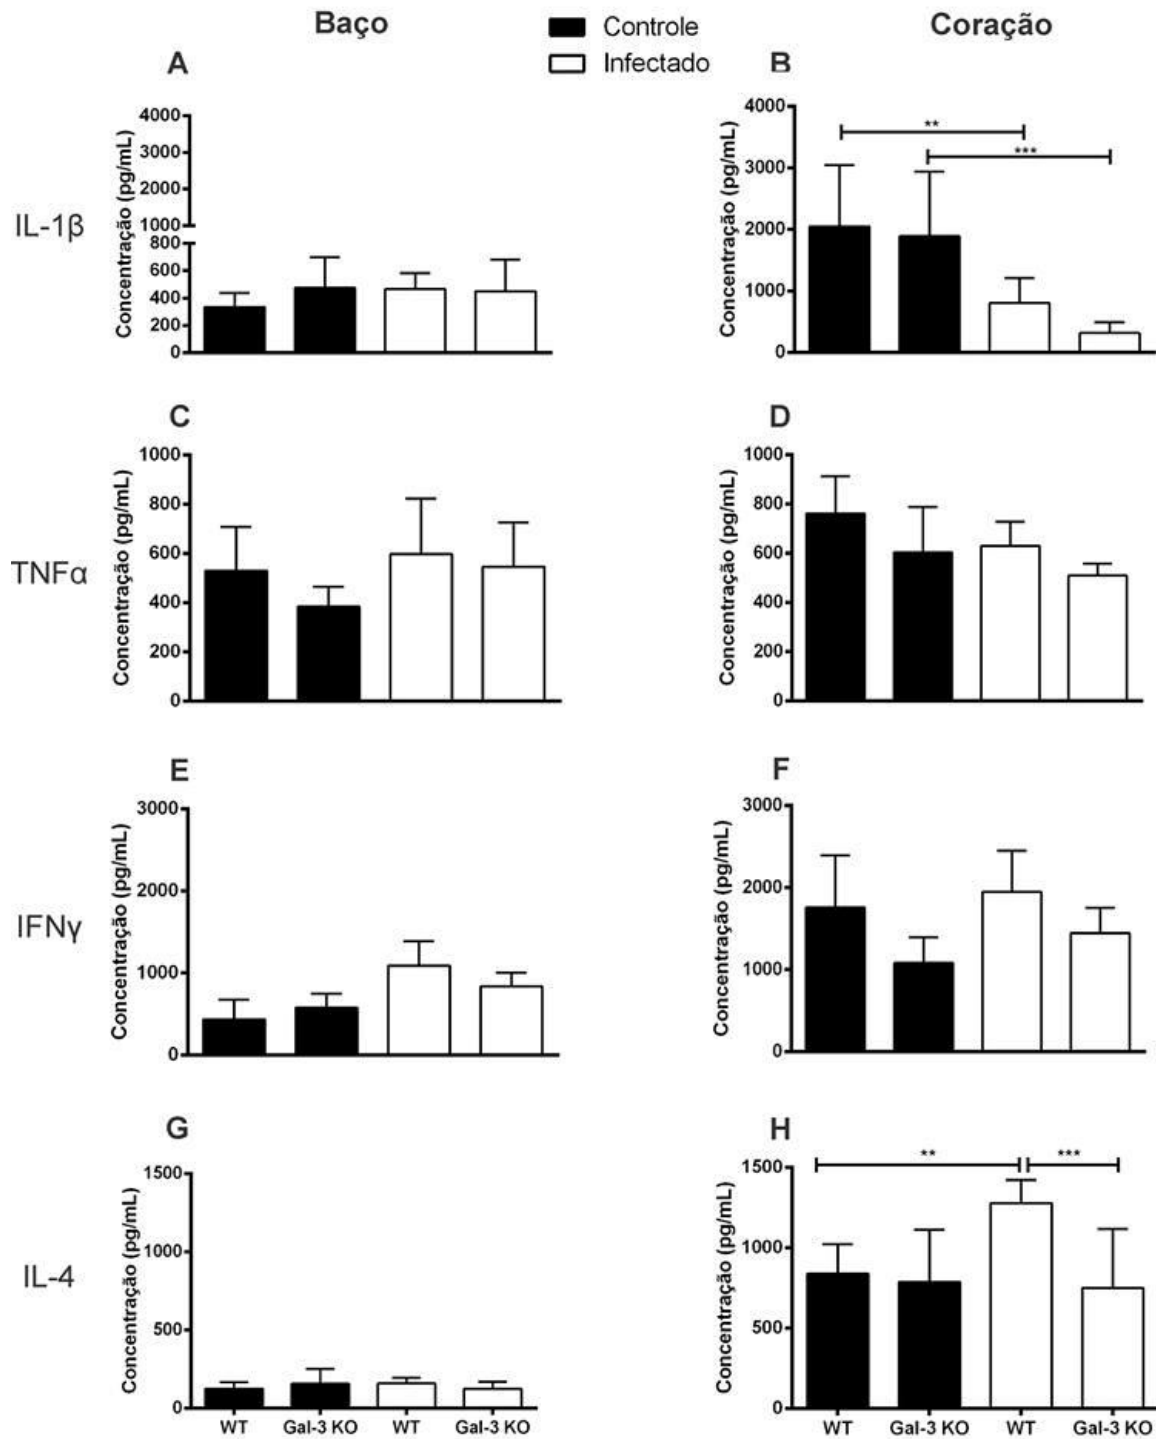 Baço
Controle
Infectado
Coração
A
B
IL-1β
Concentração (pg/mL)
4000
3000
2000
1000
800
600
400
200
0
Concentração (pg/mL)
4000
3000
2000
1000
0
**
***
C
D
TNFα
Concentração (pg/mL)
1000
800
600
400
200
0
Concentração (pg/mL)
1000
800
600
400
200
0
E
F
IFNγ
Concentração (pg/mL)
3000
2000
1000
0
Concentração (pg/mL)
3000
2000
1000
0
G
H
IL-4
Concentração (pg/mL)
1500
1000
500
0
WT Gal-3 KO WT Gal-3 KO
Concentração (pg/mL)
1500
1000
500
0
** ***
WT Gal-3 KO WT Gal-3 KO